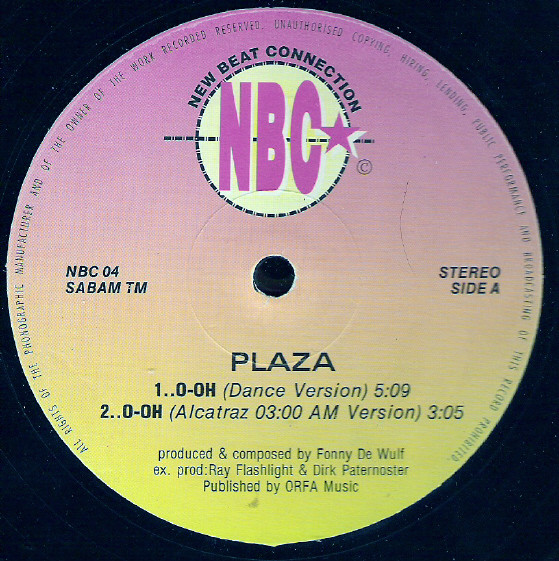 ALL RIGHTS OF THE PHONOGRAPHIC MANUFACTURER AND OF THE OWNER OF THE WORK RECORDED RESERVED. UNAUTHORISED COPYING, HIRING, LENDING, PUBLIC PERFORMANCE AND BROADCASTING OF THIS RECORD PROHIBITED.
NEW BEAT CONNECTION
NBC
©
NBC 04
SABAM TM
STEREO
SIDE A
PLAZA
1..O-OH (Dance Version) 5:09
2..O-OH (Alcatraz 03:00 AM Version) 3:05
produced & composed by Fonny De Wulf
ex. prod:Ray Flashlight & Dirk Paternoster
Published by ORFA Music